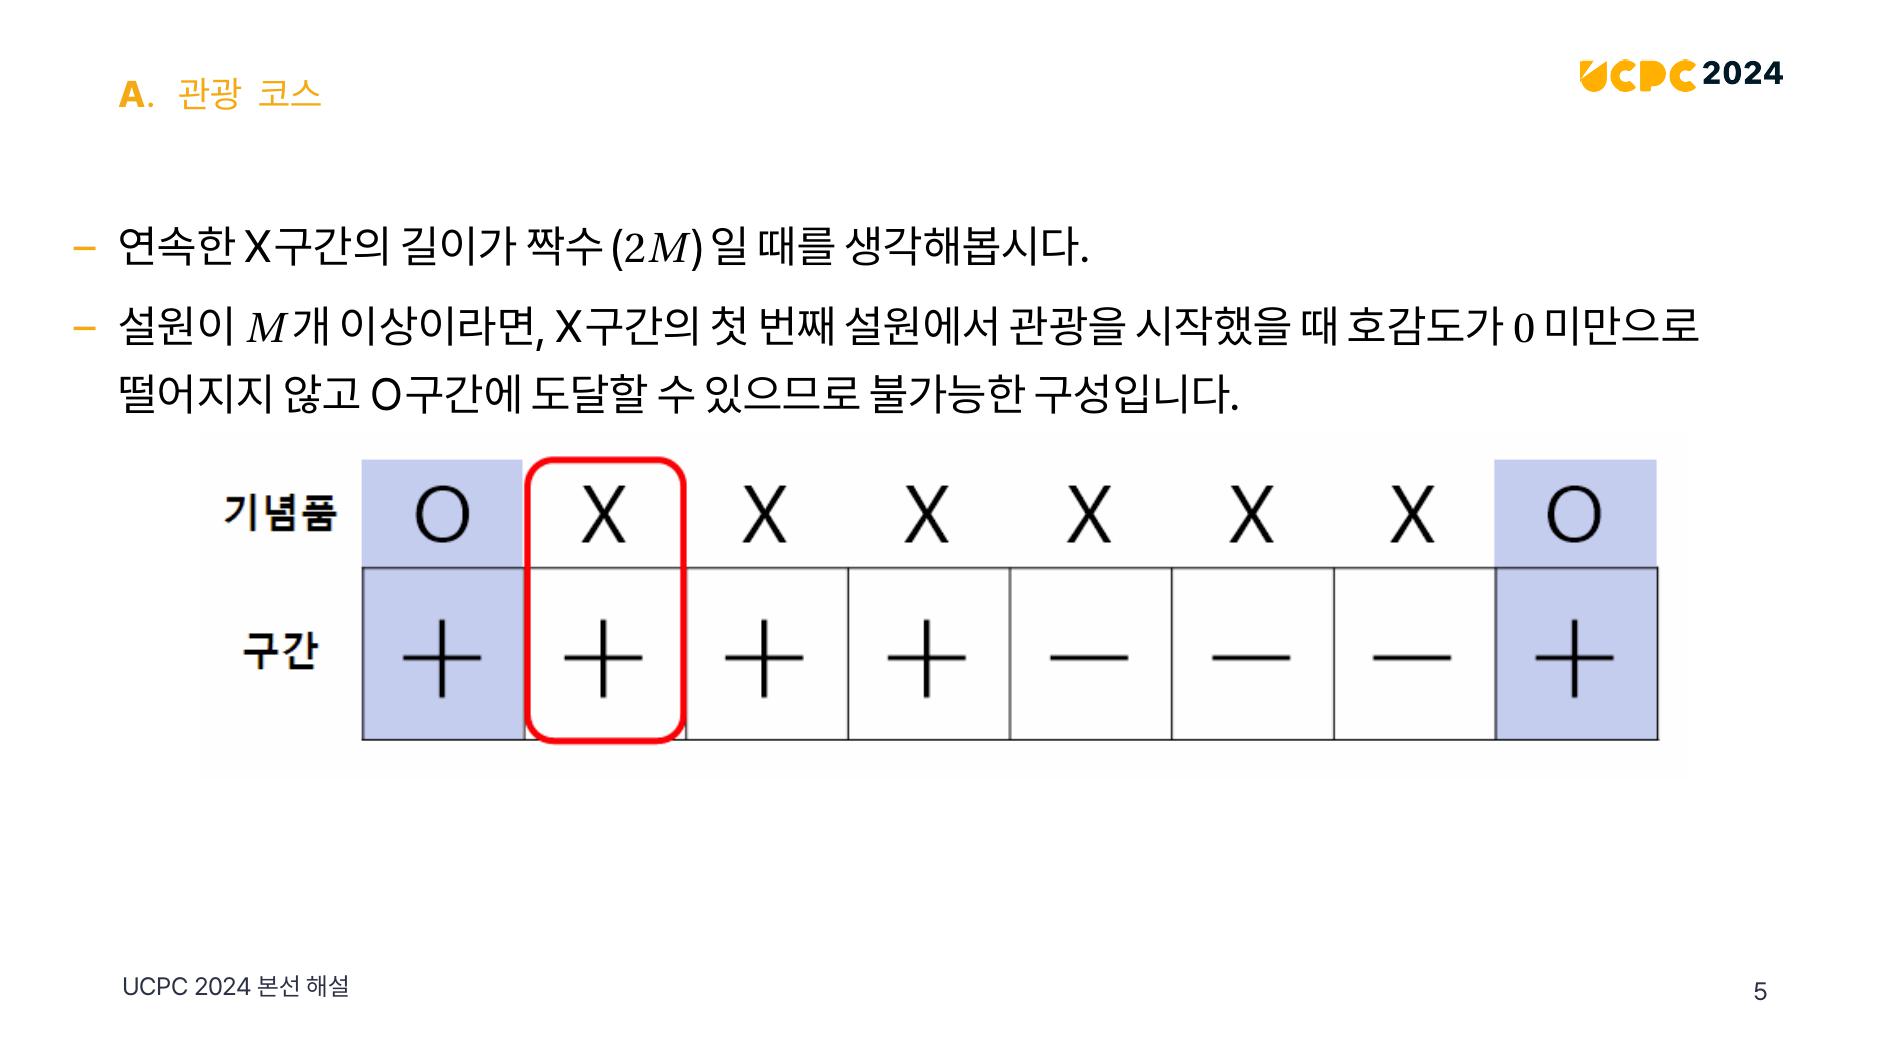 A. 관광 코스
UCPC 2024
– 연속한 X구간의 길이가 짝수(2M)일 때를 생각해봅시다.
– 설원이 M개 이상이라면, X구간의 첫 번째 설원에서 관광을 시작했을 때 호감도가 0 미만으로
떨어지지 않고 O구간에 도달할 수 있으므로 불가능한 구성입니다.
기념품 O X X X X X X O
구간 + + + + — — — +
UCPC 2024 본선 해설
5